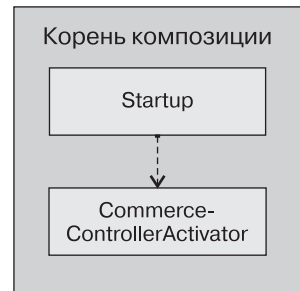 Корень композиции
Startup
Commerce-
ControllerActivator